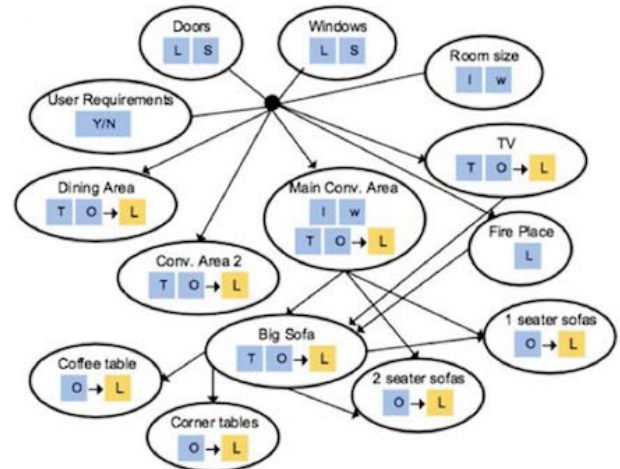 Doors
L S
Windows
L S
Room size
l w
User Requirements
Y/N
TV
T O → L
Dining Area
T O → L
Main Conv. Area
l w
T O → L
Fire Place
L
Conv. Area 2
T O → L
1 seater sofas
O → L
Big Sofa
T O → L
Coffee table
O → L
2 seater sofas
O → L
Corner tables
O → L